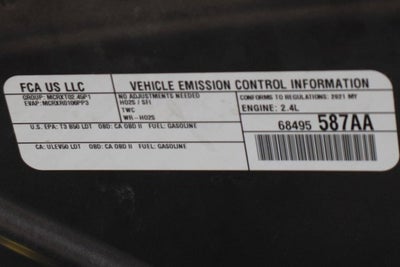 FCA US LLC
VEHICLE EMISSION CONTROL INFORMATION
GROUP: MCRXT02.45P1
EVAP: MCRXR0186PP3
NO ADJUSTMENTS NEEDED
HO2S / SFI
TWC
WR-HO2S
CONFORMS TO REGULATIONS: 2021 MY
ENGINE: 2.4L
U.S. EPA: T3 B50 LDT OBD: CA OBD II FUEL: GASOLINE
CA: ULEV50 LDT OBD: CA OBD II FUEL: GASOLINE
68495 587AA